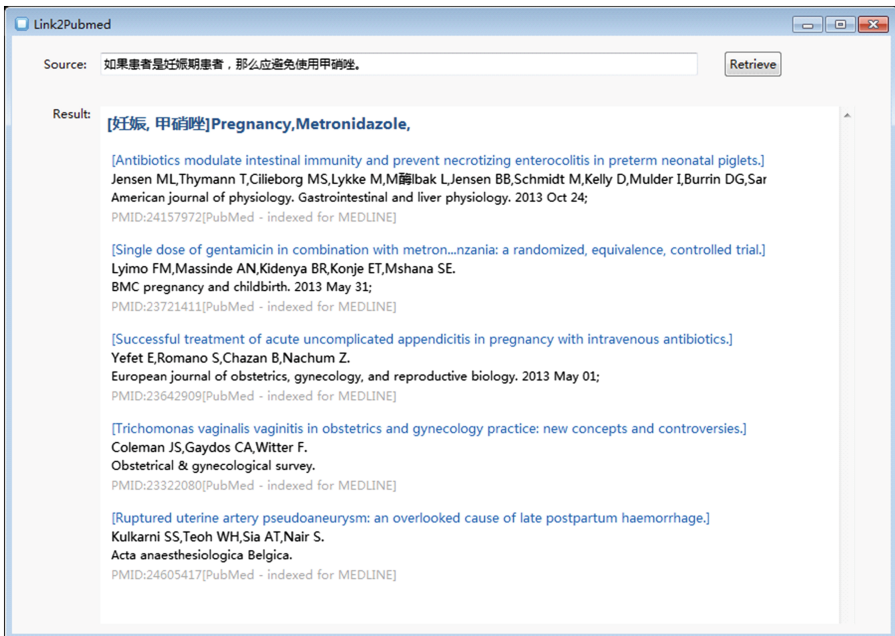 Link2Pubmed
Source: 如果患者是妊娠期患者，那么应避免使用甲硝唑。 Retrieve
Result: [妊娠, 甲硝唑]Pregnancy,Metronidazole,
[Antibiotics modulate intestinal immunity and prevent necrotizing enterocolitis in preterm neonatal piglets.]
Jensen ML,Thymann T,Cilieborg MS,Lykke M,M酶lbak L,Jensen BB,Schmidt M,Kelly D,Mulder I,Burrin DG,Sar
American journal of physiology. Gastrointestinal and liver physiology. 2013 Oct 24;
PMID:24157972[PubMed - indexed for MEDLINE]
[Single dose of gentamicin in combination with metron...nzania: a randomized, equivalence, controlled trial.]
Lyimo FM,Massinde AN,Kidenya BR,Konje ET,Mshana SE.
BMC pregnancy and childbirth. 2013 May 31;
PMID:23721411[PubMed - indexed for MEDLINE]
[Successful treatment of acute uncomplicated appendicitis in pregnancy with intravenous antibiotics.]
Yefet E,Romano S,Chazan B,Nachum Z.
European journal of obstetrics, gynecology, and reproductive biology. 2013 May 01;
PMID:23642909[PubMed - indexed for MEDLINE]
[Trichomonas vaginalis vaginitis in obstetrics and gynecology practice: new concepts and controversies.]
Coleman JS,Gaydos CA,Witter F.
Obstetrical & gynecological survey.
PMID:23322080[PubMed - indexed for MEDLINE]
[Ruptured uterine artery pseudoaneurysm: an overlooked cause of late postpartum haemorrhage.]
Kulkarni SS,Teoh WH,Sia AT,Nair S.
Acta anaesthesiologica Belgica.
PMID:24605417[PubMed - indexed for MEDLINE]